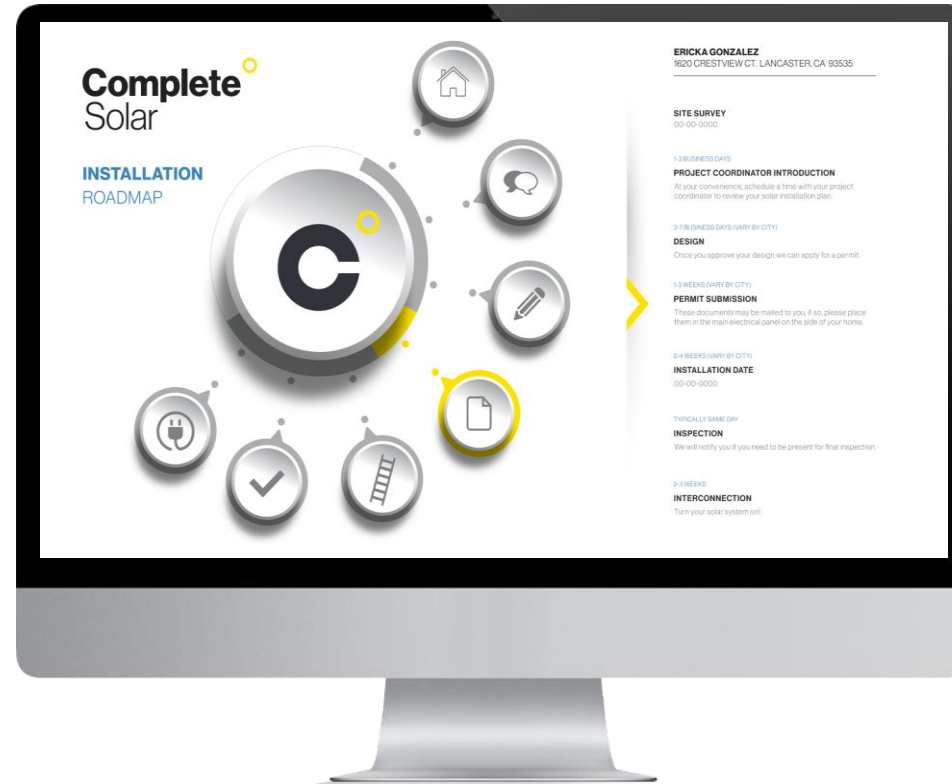 Complete
Solar
INSTALLATION
ROADMAP
C
ERICKA GONZALEZ
1620 CRESTVIEW CT. LANCASTER, CA 93535
SITE SURVEY
00-00-0000
1-3 BUSINESS DAYS
PROJECT COORDINATOR INTRODUCTION
At your convenience, schedule a time with your project
coordinator to review your solar installation plan.
3-7 BUSINESS DAYS (VARY BY CITY)
DESIGN
Once you approve your design we can apply for a permit.
1-3 WEEKS (VARY BY CITY)
PERMIT SUBMISSION
These documents may be mailed to you, if so, please place
them in the main electrical panel on the side of your home.
2-4 WEEKS (VARY BY CITY)
INSTALLATION DATE
00-00-0000
TYPICALLY SAME DAY
INSPECTION
We will notify you if you need to be present for final inspection.
2-3 WEEKS
INTERCONNECTION
Turn your solar system on!